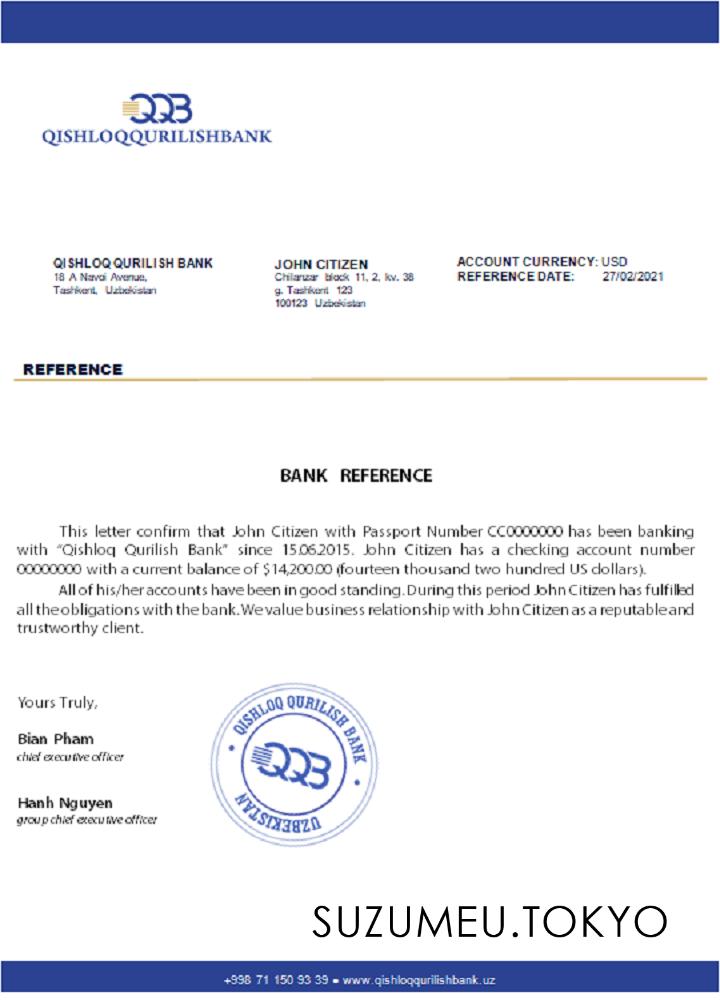 QQB
QISHLOQQURILISHBANK
QISHLOQ QURILISH BANK
18 A Navoi Avenue,
Tashkent, Uzbekistan
JOHN CITIZEN
Chilanzar block 11, 2, kv. 38
g. Tashkent 123
100123 Uzbekistan
ACCOUNT CURRENCY: USD
REFERENCE DATE: 27/02/2021
REFERENCE
BANK REFERENCE
This letter confirm that John Citizen with Passport Number CC0000000 has been banking
with “Qishloq Qurilish Bank” since 15.06.2015. John Citizen has a checking account number
00000000 with a current balance of $14,200.00 (fourteen thousand two hundred US dollars).
All of his/her accounts have been in good standing. During this period John Citizen has fulfilled
all the obligations with the bank. We value business relationship with John Citizen as a reputable and
trustworthy client.
Yours Truly,
Bian Pham
chief executive officer
Hanh Nguyen
group chief executive officer
QISHLOQ QURILISH BANK
QQB
UZBEKISTAN
SUZUMEU.TOKYO
+998 71 150 93 39 ▪ www.qishloqqurilishbank.uz